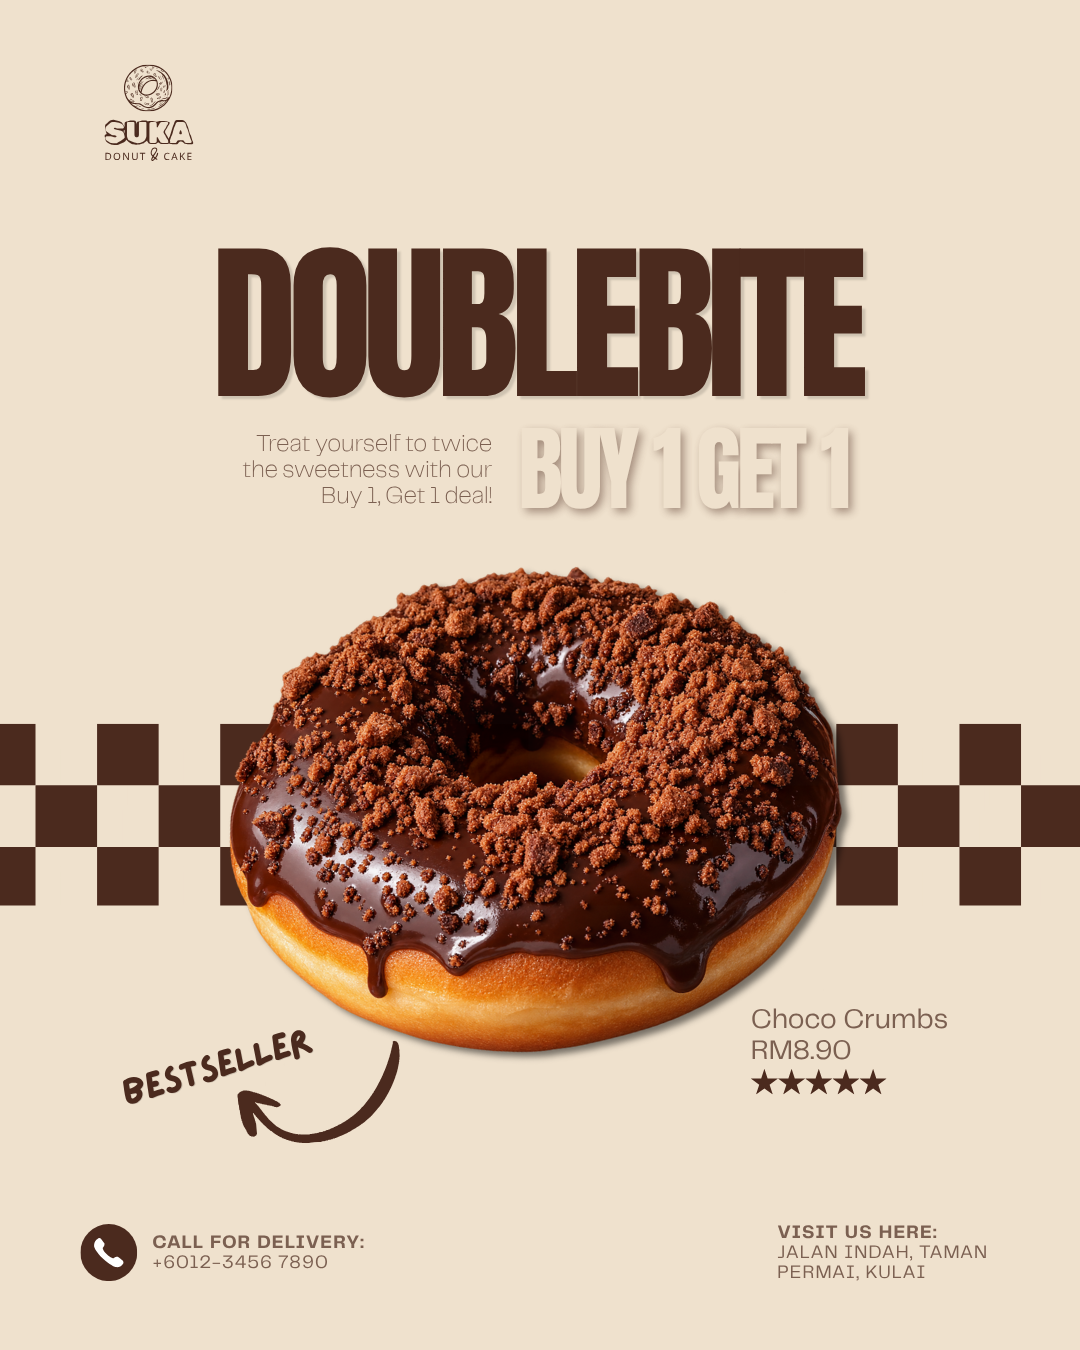 SUKA
DONUT & CAKE
DOUBLEBITE
Treat yourself to twice
the sweetness with our
Buy 1, Get 1 deal!
BUY 1 GET 1
BESTSELLER
Choco Crumbs
RM8.90
★★★★★
CALL FOR DELIVERY:
+6012-3456 7890
VISIT US HERE:
JALAN INDAH, TAMAN
PERMAI, KULAI